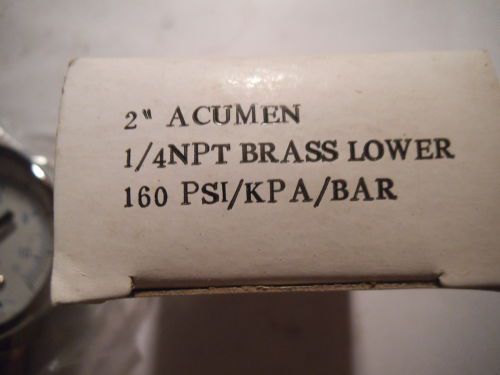 2" ACUMEN
1/4NPT BRASS LOWER
160 PSI/KPA/BAR